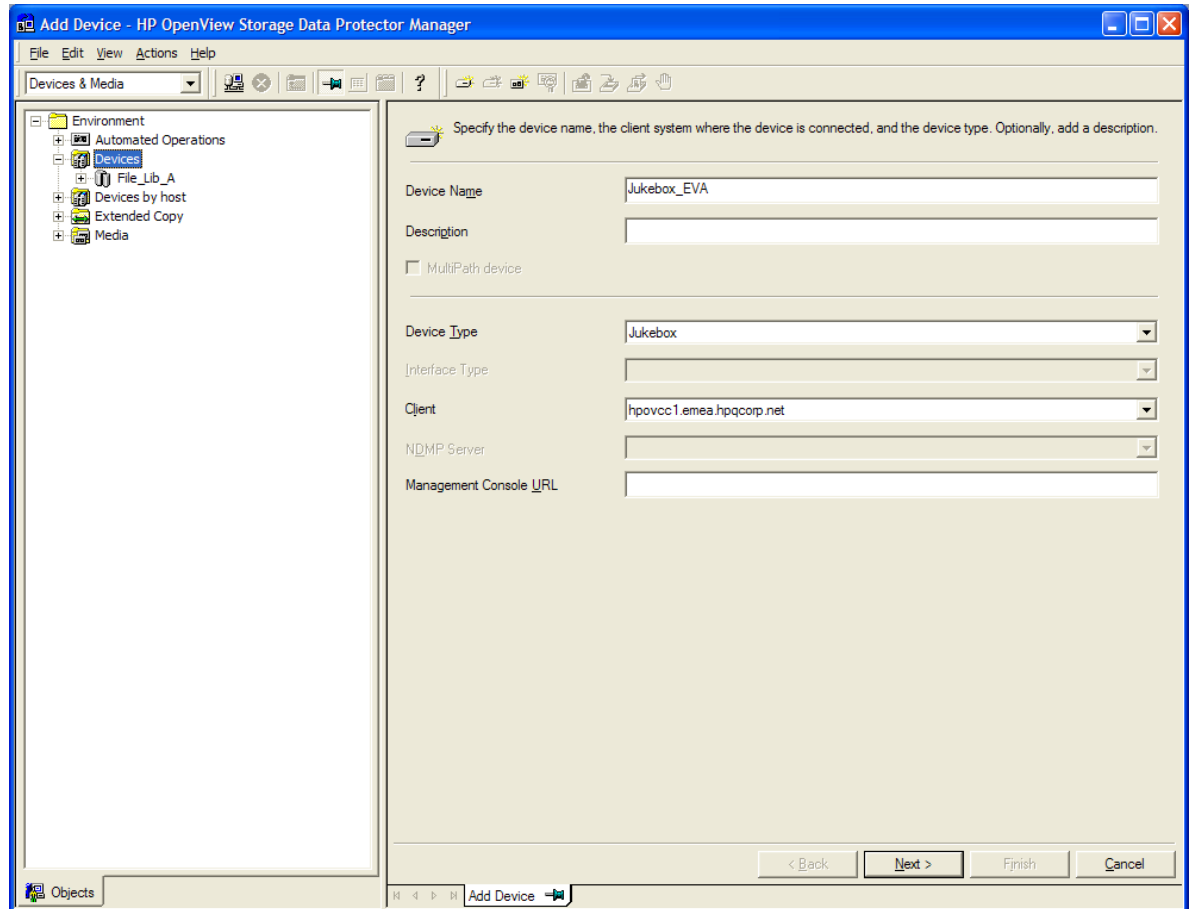 Add Device - HP OpenView Storage Data Protector Manager
File Edit View Actions Help
Devices & Media
?
Environment
Automated Operations
Devices
File_Lib_A
Devices by host
Extended Copy
Media
Objects
Specify the device name, the client system where the device is connected, and the device type. Optionally, add a description.
Device Name
Jukebox_EVA
Description
MultiPath device
Device Type
Jukebox
Interface Type
Client
hpovcc1.emea.hpqcorp.net
NDMP Server
Management Console URL
< Back
Next >
Finish
Cancel
Add Device